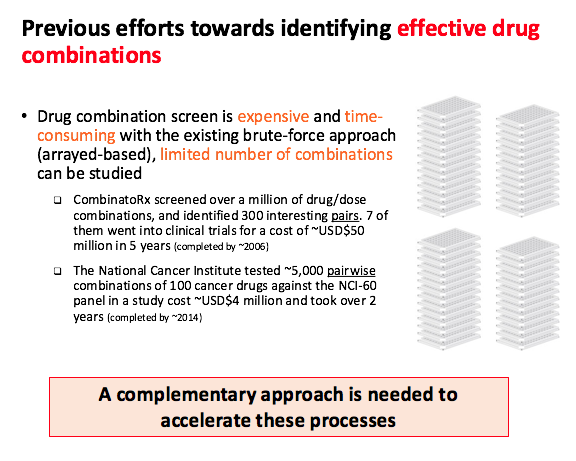 Previous efforts towards identifying effective drug
combinations
• Drug combination screen is expensive and time-
consuming with the existing brute-force approach
(arrayed-based), limited number of combinations
can be studied
❑ CombinatoRx screened over a million of drug/dose
combinations, and identified 300 interesting pairs. 7 of
them went into clinical trials for a cost of ~USD$50
million in 5 years (completed by ~2006)
❑ The National Cancer Institute tested ~5,000 pairwise
combinations of 100 cancer drugs against the NCI-60
panel in a study cost ~USD$4 million and took over 2
years (completed by ~2014)
A complementary approach is needed to
accelerate these processes